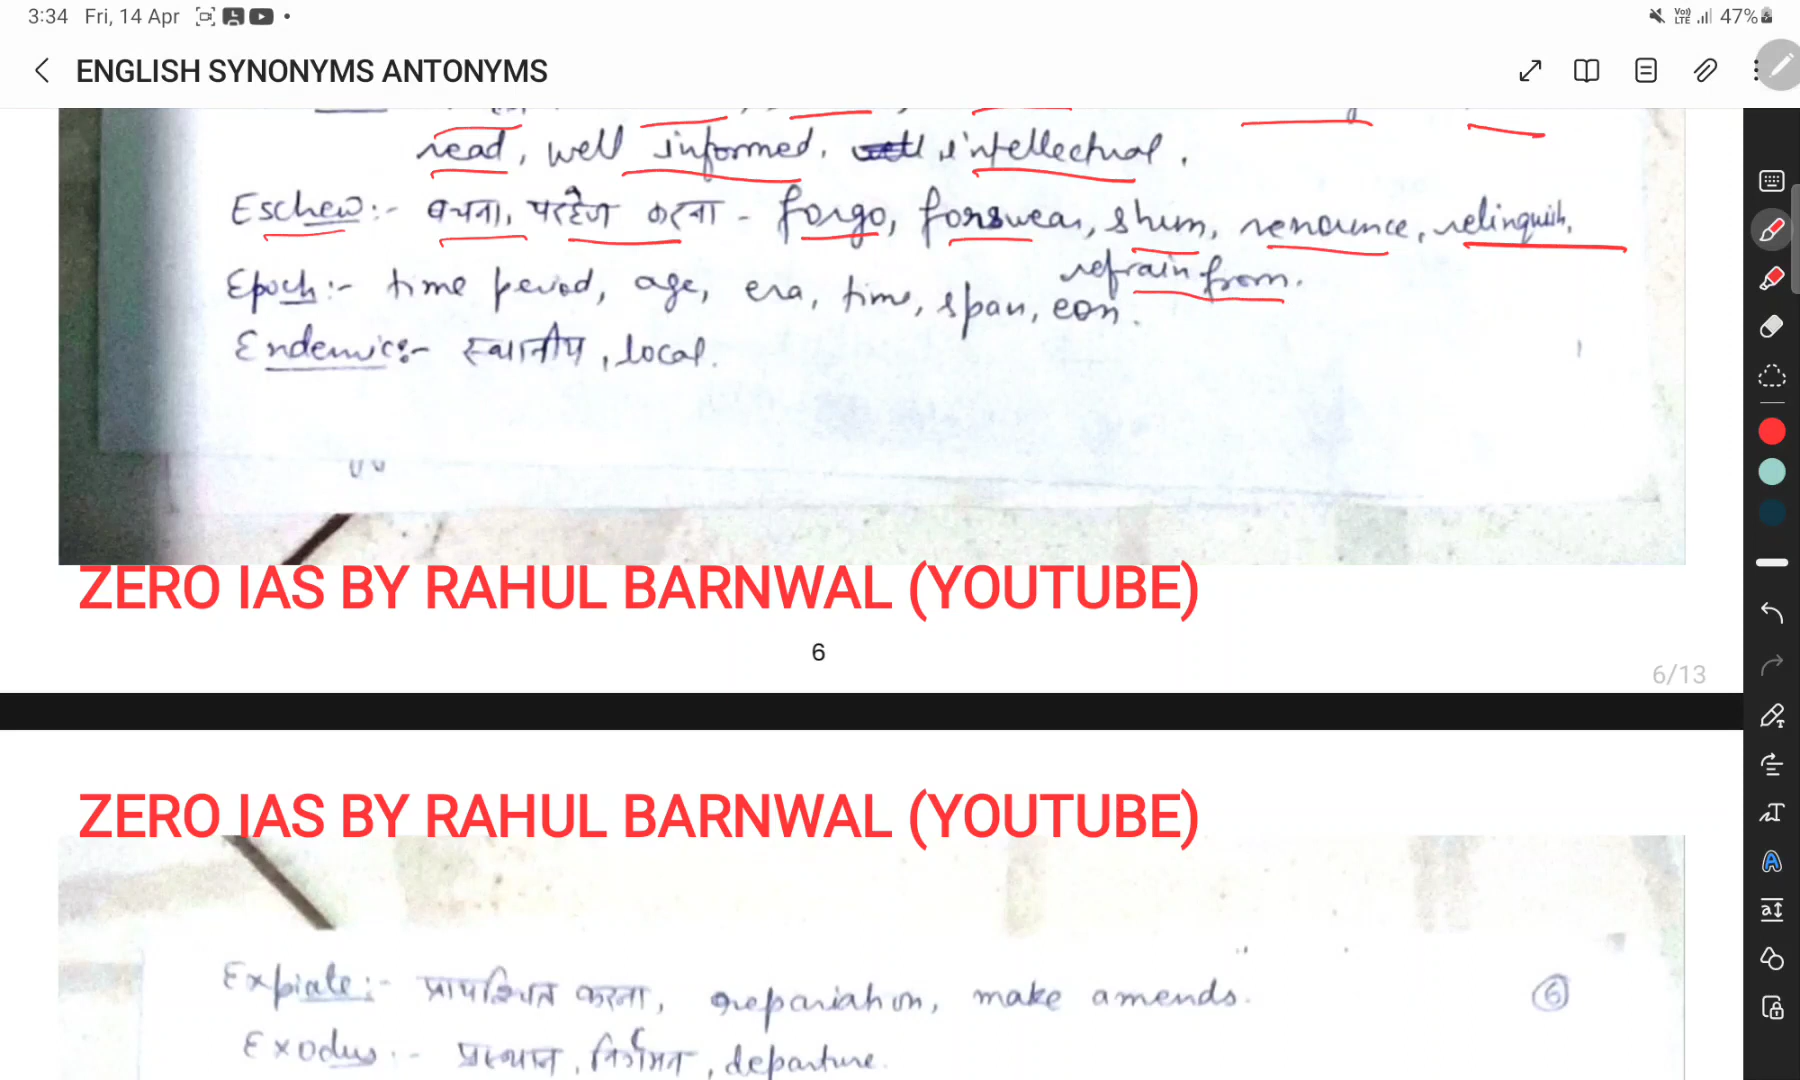 3:34 Fri, 14 Apr 47%
ENGLISH SYNONYMS ANTONYMS
read, well informed, intellectual.
Eschew:- बचना, परहेज करना - forgo, forswear, shun, renounce, relinquish,
refrain from.
Epoch:- time period, age, era, time, span, eon.
Endemic:- स्थानीय, local.
ZERO IAS BY RAHUL BARNWAL (YOUTUBE)
6
6/13
ZERO IAS BY RAHUL BARNWAL (YOUTUBE)
Expiate:- प्रायश्चित करना, make amends.
6
Exodus:- प्रस्थान, निर्गमन, departure.